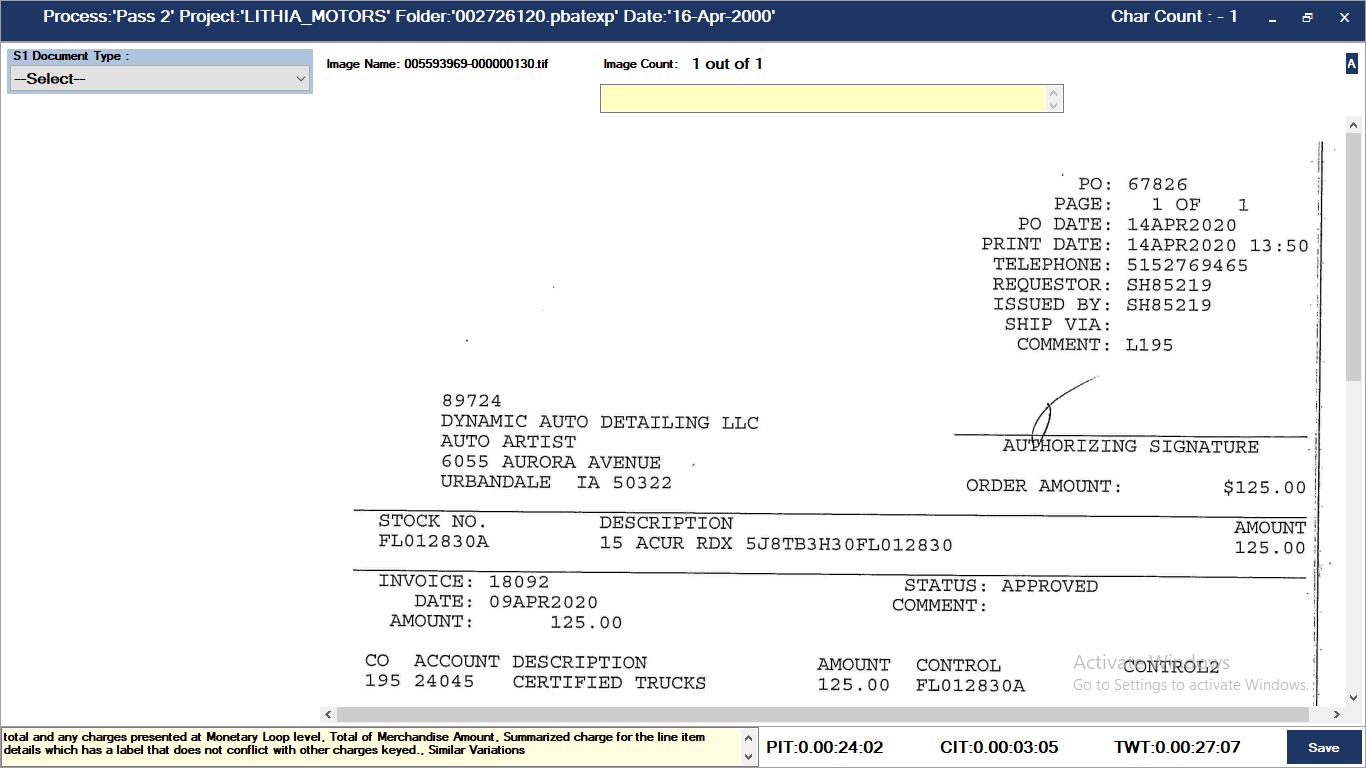 Process:'Pass 2' Project:'LITHIA_MOTORS' Folder:'002726120.pbatexp' Date:'16-Apr-2000'
Char Count : - 1
S1 Document Type :
--Select--
Image Name: 005593969-000000130.tif
Image Count: 1 out of 1
A
PO: 67826
PAGE: 1 OF 1
PO DATE: 14APR2020
PRINT DATE: 14APR2020 13:50
TELEPHONE: 5152769465
REQUESTOR: SH85219
ISSUED BY: SH85219
SHIP VIA:
COMMENT: L195
89724
DYNAMIC AUTO DETAILING LLC
AUTO ARTIST
6055 AURORA AVENUE
URBANDALE IA 50322
AUTHORIZING SIGNATURE
ORDER AMOUNT: $125.00
STOCK NO. DESCRIPTION AMOUNT
FL012830A 15 ACUR RDX 5J8TB3H30FL012830 125.00
INVOICE: 18092 STATUS: APPROVED
DATE: 09APR2020 COMMENT:
AMOUNT: 125.00
CO ACCOUNT DESCRIPTION AMOUNT CONTROL CONTROL2
195 24045 CERTIFIED TRUCKS 125.00 FL012830A
Activate Windows
Go to Settings to activate Windows.
total and any charges presented at Monetary Loop level, Total of Merchandise Amount, Summarized charge for the line item
details which has a label that does not conflict with other charges keyed., Similar Variations
PIT:0.00:24:02
CIT:0.00:03:05
TWT:0.00:27:07
Save